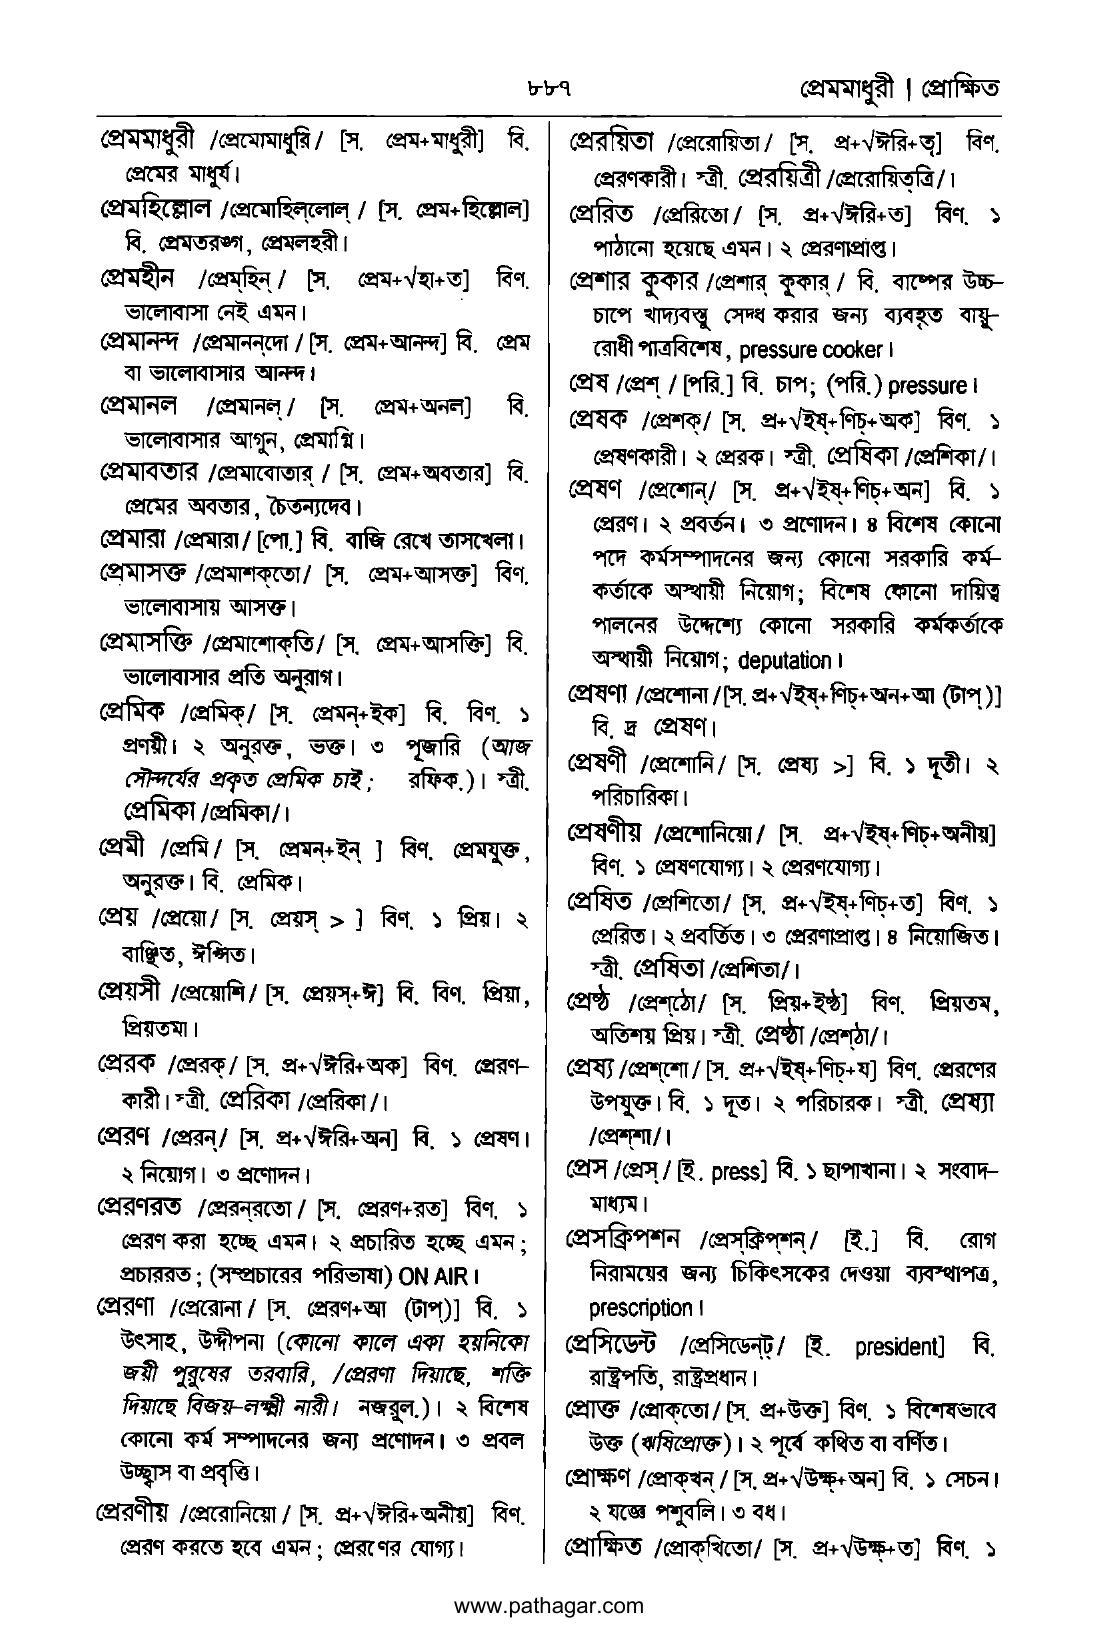 ৮৮৭
প্রেমমাধুরী | প্রোক্ষিত
প্রেমমাধুরী /প্রেমোমাধুরি/ [স. প্রেম+মাধুরী] বি.
প্রেমের মাধুর্য।
প্রেমহিল্লোল /প্রেমোহিল্‌লোল্‌/ [স. প্রেম+হিল্লোল]
বি. প্রেমতরঙ্গ, প্রেমলহরী।
প্রেমহীন /প্রেম্‌হিন্‌/ [স. প্রেম+√হা+ত] বিণ.
ভালোবাসা নেই এমন।
প্রেমানন্দ /প্রেমানন্‌দো/ [স. প্রেম+আনন্দ] বি. প্রেম
বা ভালোবাসার আনন্দ।
প্রেমানল /প্রেমানল্‌/ [স. প্রেম+অনল] বি.
ভালোবাসার আগুন, প্রেমাগ্নি।
প্রেমাবতার /প্রেমাবোতার্‌/ [স. প্রেম+অবতার] বি.
প্রেমের অবতার, চৈতন্যদেব।
প্রেমারা /প্রেমারা/ [পো.] বি. বাজি রেখে তাসখেলা।
প্রেমাসক্ত /প্রেমাশক্‌তো/ [স. প্রেম+আসক্ত] বিণ.
ভালোবাসায় আসক্ত।
প্রেমাসক্তি /প্রেমাশোক্‌তি/ [স. প্রেম+আসক্তি] বি.
ভালোবাসার প্রতি অনুরাগ।
প্রেমিক /প্রেমিক্‌/ [স. প্রেমন্‌+ইক] বি. বিণ. ১
প্রণয়ী। ২ অনুরক্ত, ভক্ত। ৩ পূজারি (আজ
সৌন্দর্যের প্রকৃত প্রেমিক চাই; রফিক.)। স্ত্রী.
প্রেমিকা /প্রেমিকা/।
প্রেমী /প্রেমি/ [স. প্রেমন্‌+ইন্‌ ] বিণ. প্রেমযুক্ত,
অনুরক্ত। বি. প্রেমিক।
প্রেয় /প্রেয়ো/ [স. প্রেয়স্‌ > ] বিণ. ১ প্রিয়। ২
বাঞ্ছিত, ঈপ্সিত।
প্রেয়সী /প্রেয়োশি/ [স. প্রেয়স্‌+ঈ] বি. বিণ. প্রিয়া,
প্রিয়তমা।
প্রেরক /প্রেরক্‌/ [স. প্র+√ঈরি+অক] বিণ. প্রেরণ-
কারী। স্ত্রী. প্রেরিকা /প্রেরিকা/।
প্রেরণ /প্রেরন্‌/ [স. প্র+√ঈরি+অন] বি. ১ প্রেষণ।
২ নিয়োগ। ৩ প্রণোদন।
প্রেরণরত /প্রেরন্‌রতো/ [স. প্রেরণ+রত] বিণ. ১
প্রেরণ করা হচ্ছে এমন। ২ প্রচারিত হচ্ছে এমন;
প্রচাররত; (সম্প্রচারের পরিভাষা) ON AIR।
প্রেরণা /প্রেরোনা/ [স. প্রেরণ+আ (টাপ্‌)] বি. ১
উৎসাহ, উদ্দীপনা (কোনো কালে একা হয়নিকো
জয়ী পুরুষের তরবারি, /প্রেরণা দিয়াছে, শক্তি
দিয়াছে বিজয়-লক্ষ্মী নারী। নজরুল.)। ২ বিশেষ
কোনো কর্ম সম্পাদনের জন্য প্রণোদন। ৩ প্রবল
উচ্ছ্বাস বা প্রবৃত্তি।
প্রেরণীয় /প্রেরোনিয়ো/ [স. প্র+√ঈরি+অনীয়] বিণ.
প্রেরণ করতে হবে এমন; প্রেরণের যোগ্য।
প্রেরয়িতা /প্রেরোয়িতা/ [স. প্র+√ঈরি+তৃ] বিণ.
প্রেরণকারী। স্ত্রী. প্রেরয়িত্রী /প্রেরোয়িত্‌ত্রি/।
প্রেরিত /প্রেরিতো/ [স. প্র+√ঈরি+ত] বিণ. ১
পাঠানো হয়েছে এমন। ২ প্রেরণাপ্রাপ্ত।
প্রেশার কুকার /প্রেশার্‌ কুকার্‌/ বি. বাষ্পের উচ্চ-
চাপে খাদ্যবস্তু সেদ্ধ করার জন্য ব্যবহৃত বায়ু-
রোধী পাত্রবিশেষ, pressure cooker।
প্রেষ /প্রেশ্‌/ [পরি.] বি. চাপ; (পরি.) pressure।
প্রেষক /প্রেশক্‌/ [স. প্র+√ইষ্‌+ণিচ্‌+অক] বিণ. ১
প্রেষণকারী। ২ প্রেরক। স্ত্রী. প্রেষিকা /প্রেশিকা/।
প্রেষণ /প্রেশোন্‌/ [স. প্র+√ইষ্‌+ণিচ্‌+অন] বি. ১
প্রেরণ। ২ প্রবর্তন। ৩ প্রণোদন। ৪ বিশেষ কোনো
পদে কর্মসম্পাদনের জন্য কোনো সরকারি কর্ম-
কর্তাকে অস্থায়ী নিয়োগ; বিশেষ কোনো দায়িত্ব
পালনের উদ্দেশ্যে কোনো সরকারি কর্মকর্তাকে
অস্থায়ী নিয়োগ; deputation।
প্রেষণা /প্রেশোনা/ [স. প্র+√ইষ্‌+ণিচ্‌+অন+আ (টাপ্‌)]
বি. দ্র প্রেষণ।
প্রেষণী /প্রেশোনি/ [স. প্রেষ্য >] বি. ১ দূতী। ২
পরিচারিকা।
প্রেষণীয় /প্রেশোনিয়ো/ [স. প্র+√ইষ্‌+ণিচ্‌+অনীয়]
বিণ. ১ প্রেষণযোগ্য। ২ প্রেরণযোগ্য।
প্রেষিত /প্রেশিতো/ [স. প্র+√ইষ্‌+ণিচ্‌+ত] বিণ. ১
প্রেরিত। ২ প্রবর্তিত। ৩ প্রেরণাপ্রাপ্ত। ৪ নিয়োজিত।
স্ত্রী. প্রেষিতা /প্রেশিতা/।
প্রেষ্ঠ /প্রেশ্‌ঠো/ [স. প্রিয়+ইষ্ঠ] বিণ. প্রিয়তম,
অতিশয় প্রিয়। স্ত্রী. প্রেষ্ঠা /প্রেশ্‌ঠা/।
প্রেষ্য /প্রেশ্‌শো/ [স. প্র+√ইষ্‌+ণিচ্‌+য] বিণ. প্রেরণের
উপযুক্ত। বি. ১ দূত। ২ পরিচারক। স্ত্রী. প্রেষ্যা
/প্রেশ্‌শা/।
প্রেস /প্রেস্‌/ [ই. press] বি. ১ ছাপাখানা। ২ সংবাদ-
মাধ্যম।
প্রেসক্রিপশন /প্রেস্‌ক্রিপ্‌শন্‌/ [ই.] বি. রোগ
নিরাময়ের জন্য চিকিৎসকের দেওয়া ব্যবস্থাপত্র,
prescription।
প্রেসিডেন্ট /প্রেসিডেন্‌ট্‌/ [ই. president] বি.
রাষ্ট্রপতি, রাষ্ট্রপ্রধান।
প্রোক্ত /প্রোক্‌তো/ [স. প্র+উক্ত] বিণ. ১ বিশেষভাবে
উক্ত (ঋষিপ্রোক্ত)। ২ পূর্বে কথিত বা বর্ণিত।
প্রোক্ষণ /প্রোক্‌খন্‌/ [স. প্র+√উক্ষ্‌+অন] বি. ১ সেচন।
২ যজ্ঞে পশুবলি। ৩ বধ।
প্রোক্ষিত /প্রোক্‌খিতো/ [স. প্র+√উক্ষ্‌+ত] বিণ. ১
www.pathagar.com